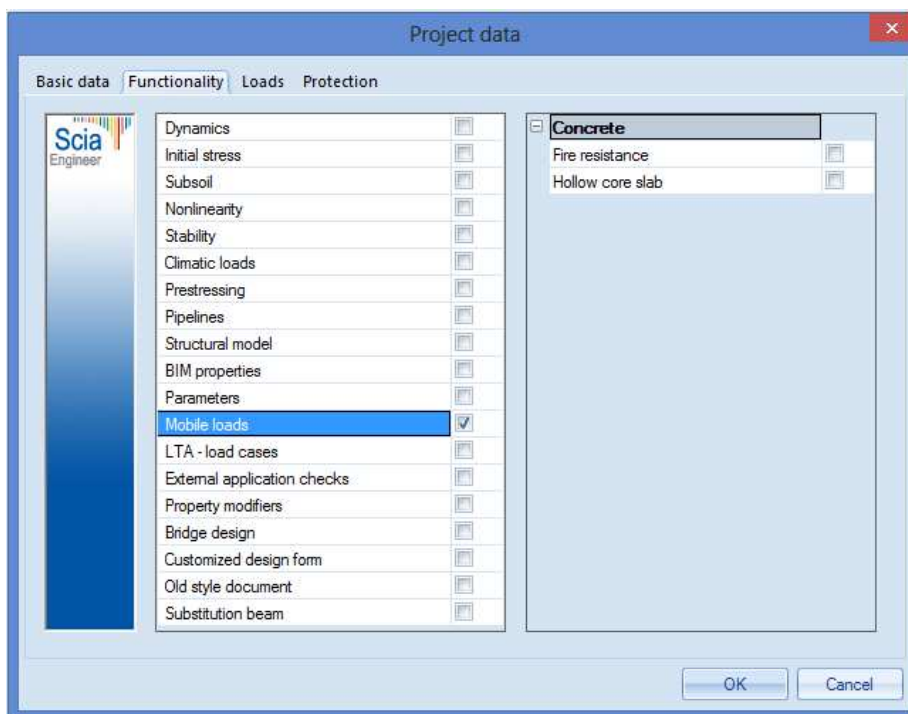 Project data
Basic data Functionality Loads Protection
Scia
Engineer
Dynamics
Initial stress
Subsoil
Nonlinearity
Stability
Climatic loads
Prestressing
Pipelines
Structural model
BIM properties
Parameters
Mobile loads
LTA - load cases
External application checks
Property modifiers
Bridge design
Customized design form
Old style document
Substitution beam
Concrete
Fire resistance
Hollow core slab
OK Cancel